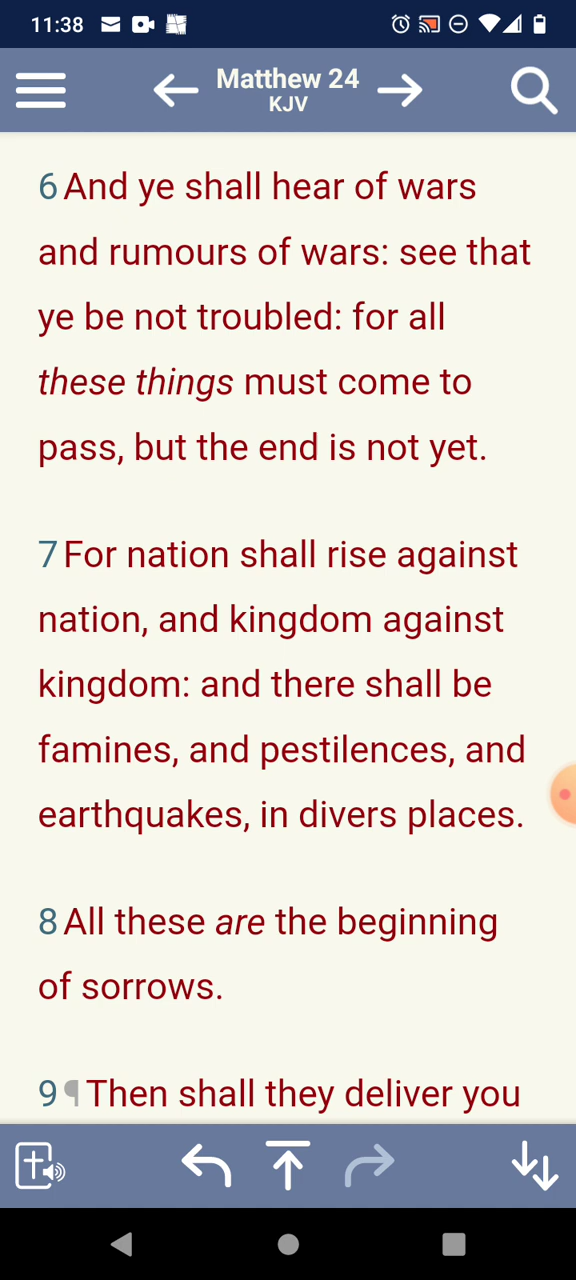 11:38
Matthew 24
KJV
6 And ye shall hear of wars
and rumours of wars: see that
ye be not troubled: for all
these things must come to
pass, but the end is not yet.
7 For nation shall rise against
nation, and kingdom against
kingdom: and there shall be
famines, and pestilences, and
earthquakes, in divers places.
8 All these are the beginning
of sorrows.
9 ¶ Then shall they deliver you